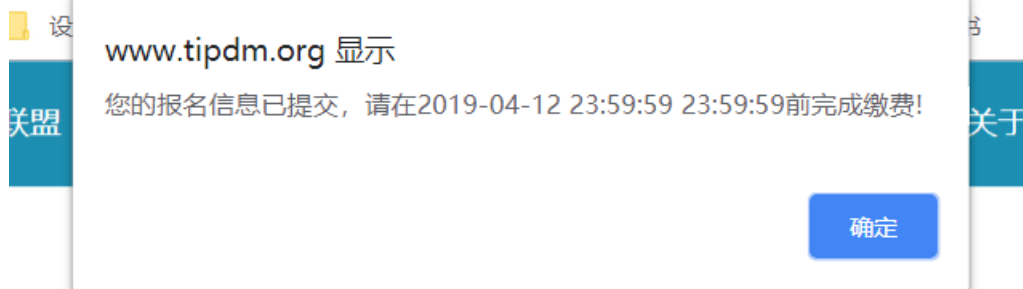 设
书
www.tipdm.org 显示
联盟
您的报名信息已提交，请在2019-04-12 23:59:59 23:59:59前完成缴费!
关于
确定